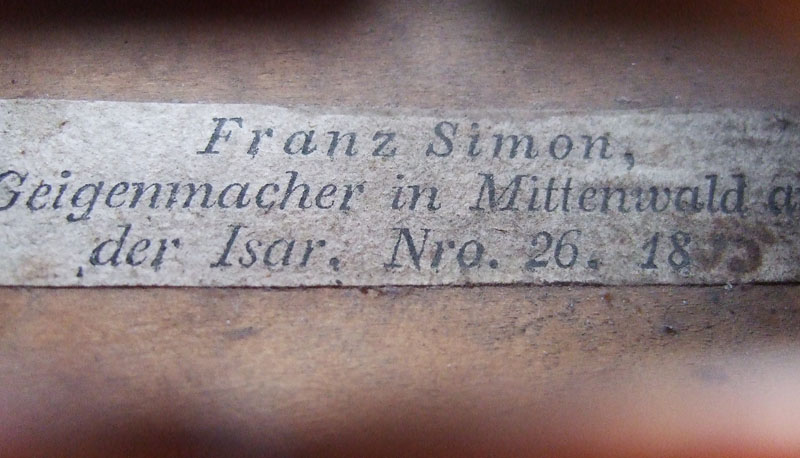 Franz Simon,
Geigenmacher in Mittenwald a
der Isar. Nro. 26. 18